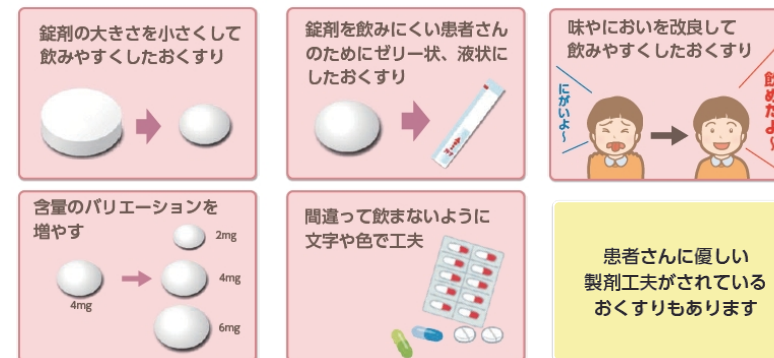 錠剤の大きさを小さくして
飲みやすくしたおくすり
錠剤を飲みにくい患者さん
のためにゼリー状、液状に
したおくすり
味やにおいを改良して
飲みやすくしたおくすり
にがいよ~
飲めたよ~
含量のバリエーションを
増やす
4mg
2mg
4mg
6mg
間違って飲まないように
文字や色で工夫
患者さんに優しい
製剤工夫がされている
おくすりもあります